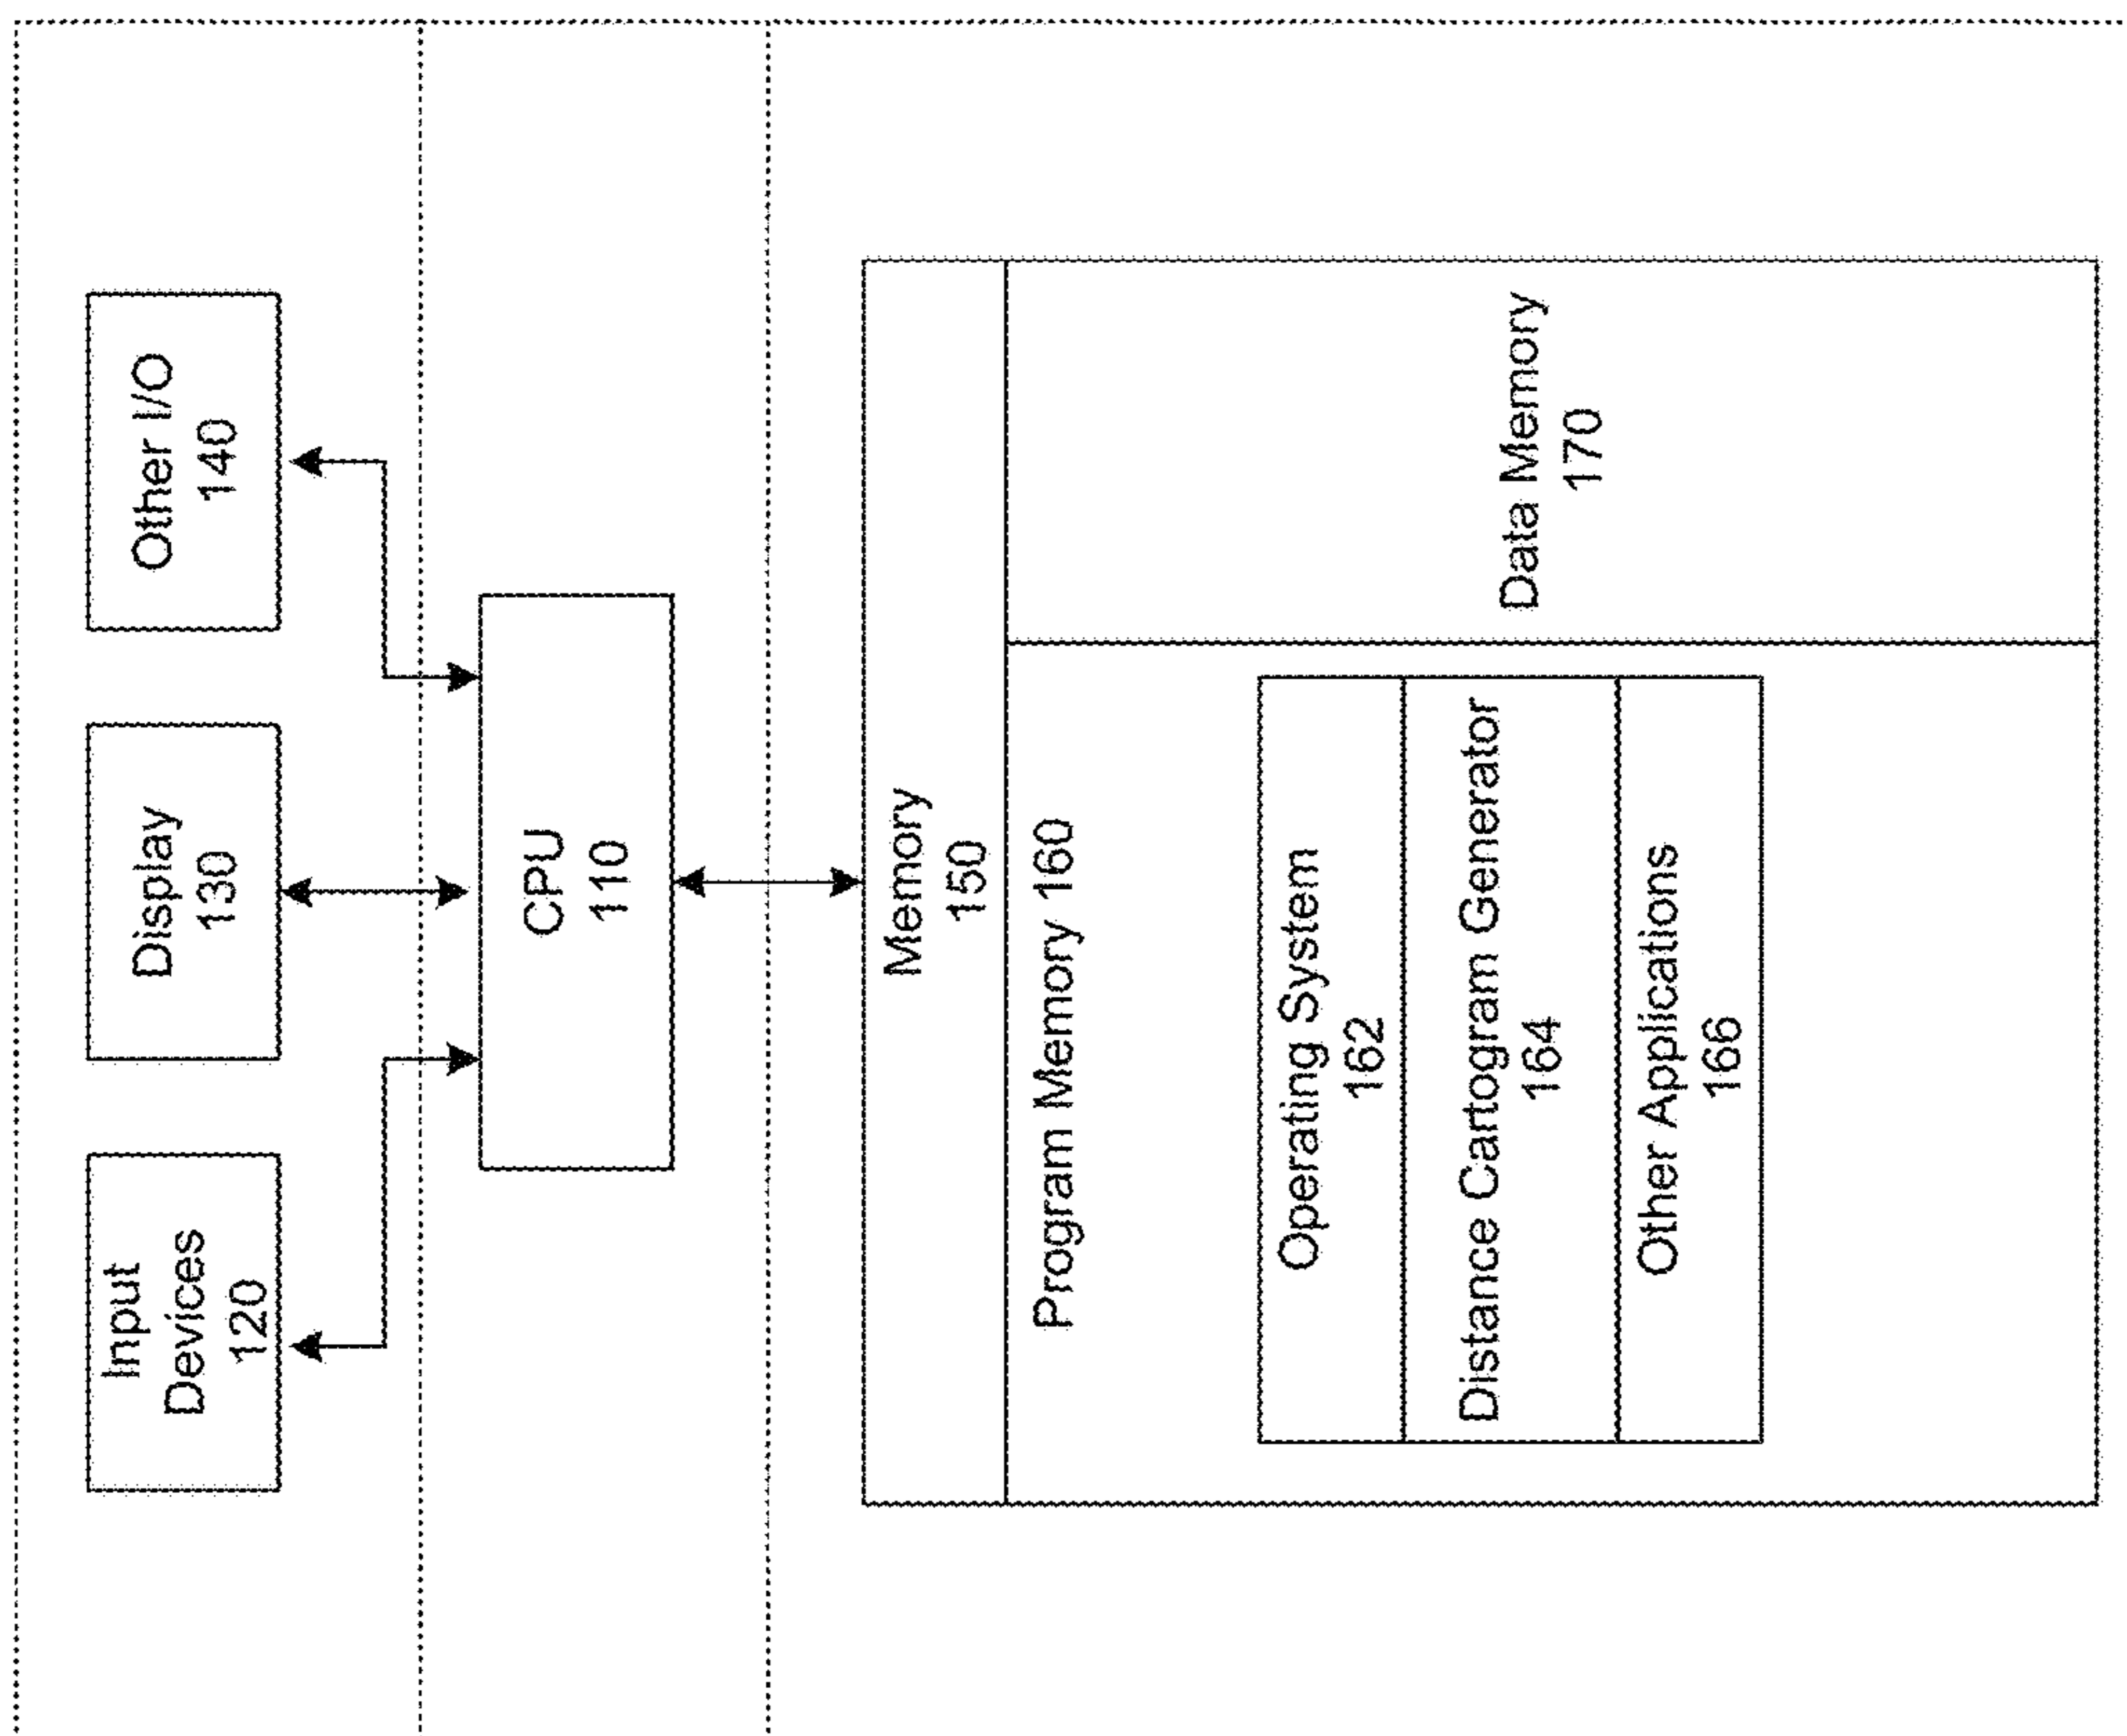 Input
Devices
120
Display
130
Other I/O
140
CPU
110
Memory
150
Program Memory 160
Operating System
162
Distance Cartogram Generator
164
Other Applications
166
Data Memory
170